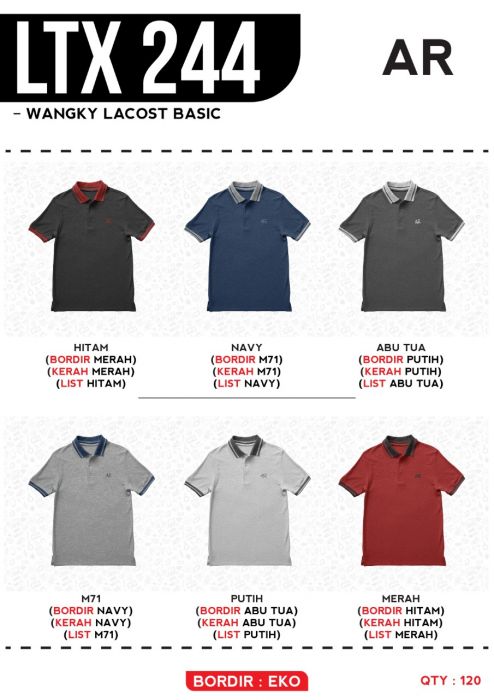 LTX 244
AR
- WANGKY LACOST BASIC
HITAM
(BORDIR MERAH)
(KERAH MERAH)
(LIST HITAM)
NAVY
(BORDIR M71)
(KERAH M71)
(LIST NAVY)
ABU TUA
(BORDIR PUTIH)
(KERAH PUTIH)
(LIST ABU TUA)
M71
(BORDIR NAVY)
(KERAH NAVY)
(LIST M71)
PUTIH
(BORDIR ABU TUA)
(KERAH ABU TUA)
(LIST PUTIH)
MERAH
(BORDIR HITAM)
(KERAH HITAM)
(LIST MERAH)
BORDIR : EKO
QTY : 120